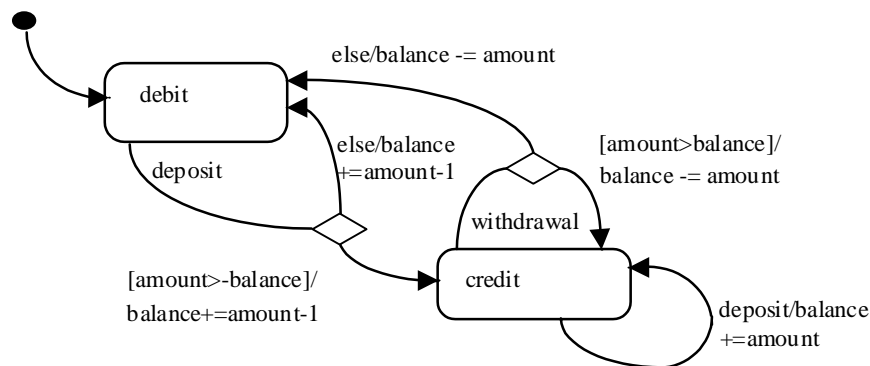 else/balance -= amount
debit
else/balance
+=amount-1
[amount>balance]/
balance -= amount
deposit
withdrawal
[amount>-balance]/
balance+=amount-1
credit
deposit/balance
+=amount